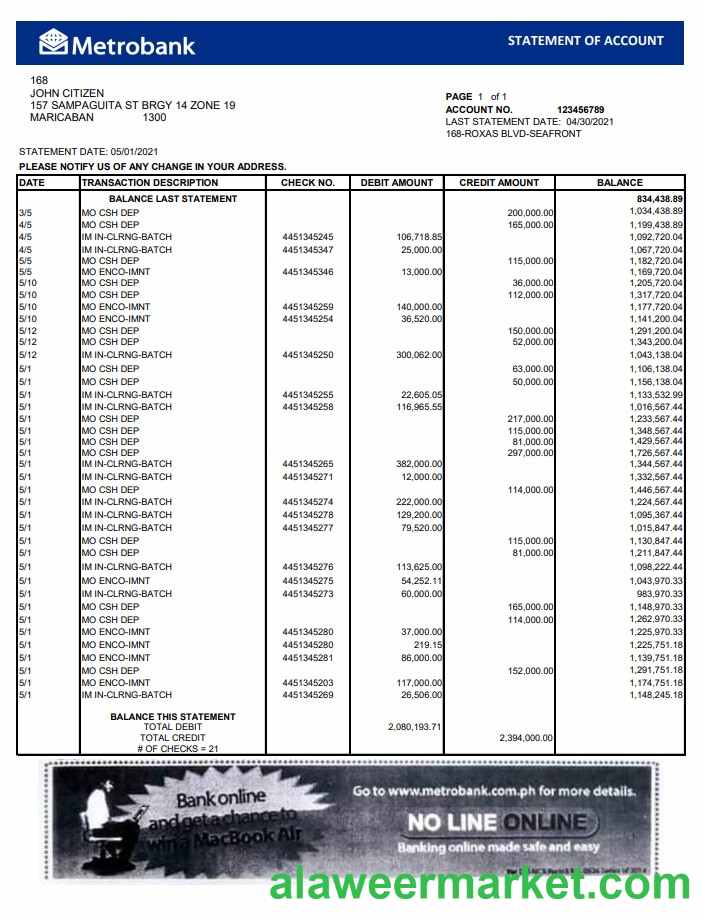 Metrobank
STATEMENT OF ACCOUNT
168
JOHN CITIZEN
157 SAMPAGUITA ST BRGY 14 ZONE 19
MARICABAN 1300
PAGE 1 of 1
ACCOUNT NO. 123456789
LAST STATEMENT DATE: 04/30/2021
168-ROXAS BLVD-SEAFRONT
STATEMENT DATE: 05/01/2021
PLEASE NOTIFY US OF ANY CHANGE IN YOUR ADDRESS.
DATE TRANSACTION DESCRIPTION CHECK NO. DEBIT AMOUNT CREDIT AMOUNT BALANCE
BALANCE LAST STATEMENT 834,438.89
3/5 MO CSH DEP 200,000.00 1,034,438.89
4/5 MO CSH DEP 165,000.00 1,199,438.89
4/5 IM IN-CLRNG-BATCH 4451345245 106,718.85 1,092,720.04
4/5 IM IN-CLRNG-BATCH 4451345347 25,000.00 1,067,720.04
5/5 MO CSH DEP 115,000.00 1,182,720.04
5/5 MO ENCO-IMNT 4451345346 13,000.00 1,169,720.04
5/10 MO CSH DEP 36,000.00 1,205,720.04
5/10 MO CSH DEP 112,000.00 1,317,720.04
5/10 MO ENCO-IMNT 4451345259 140,000.00 1,177,720.04
5/10 MO ENCO-IMNT 4451345254 36,520.00 1,141,200.04
5/12 MO CSH DEP 150,000.00 1,291,200.04
5/12 MO CSH DEP 52,000.00 1,343,200.04
5/12 IM IN-CLRNG-BATCH 4451345250 300,062.00 1,043,138.04
5/1 MO CSH DEP 63,000.00 1,106,138.04
5/1 MO CSH DEP 50,000.00 1,156,138.04
5/1 IM IN-CLRNG-BATCH 4451345255 22,605.05 1,133,532.99
5/1 IM IN-CLRNG-BATCH 4451345258 116,965.55 1,016,567.44
5/1 MO CSH DEP 217,000.00 1,233,567.44
5/1 MO CSH DEP 115,000.00 1,348,567.44
5/1 MO CSH DEP 81,000.00 1,429,567.44
5/1 MO CSH DEP 297,000.00 1,726,567.44
5/1 IM IN-CLRNG-BATCH 4451345265 382,000.00 1,344,567.44
5/1 IM IN-CLRNG-BATCH 4451345271 12,000.00 1,332,567.44
5/1 MO CSH DEP 114,000.00 1,446,567.44
5/1 IM IN-CLRNG-BATCH 4451345274 222,000.00 1,224,567.44
5/1 IM IN-CLRNG-BATCH 4451345278 129,200.00 1,095,367.44
5/1 IM IN-CLRNG-BATCH 4451345277 79,520.00 1,015,847.44
5/1 MO CSH DEP 115,000.00 1,130,847.44
5/1 MO CSH DEP 81,000.00 1,211,847.44
5/1 IM IN-CLRNG-BATCH 4451345276 113,625.00 1,098,222.44
5/1 MO ENCO-IMNT 4451345275 54,252.11 1,043,970.33
5/1 IM IN-CLRNG-BATCH 4451345273 60,000.00 983,970.33
5/1 MO CSH DEP 165,000.00 1,148,970.33
5/1 MO CSH DEP 114,000.00 1,262,970.33
5/1 MO ENCO-IMNT 4451345280 37,000.00 1,225,970.33
5/1 MO ENCO-IMNT 4451345280 219.15 1,225,751.18
5/1 MO ENCO-IMNT 4451345281 86,000.00 1,139,751.18
5/1 MO CSH DEP 152,000.00 1,291,751.18
5/1 MO ENCO-IMNT 4451345203 117,000.00 1,174,751.18
5/1 IM IN-CLRNG-BATCH 4451345269 26,506.00 1,148,245.18
BALANCE THIS STATEMENT
TOTAL DEBIT 2,080,193.71
TOTAL CREDIT 2,394,000.00
# OF CHECKS = 21
Bank online
and get a chance to
win a MacBook Air
Go to www.metrobank.com.ph for more details.
NO LINE ONLINE
Banking online made safe and easy
alaweermarket.com